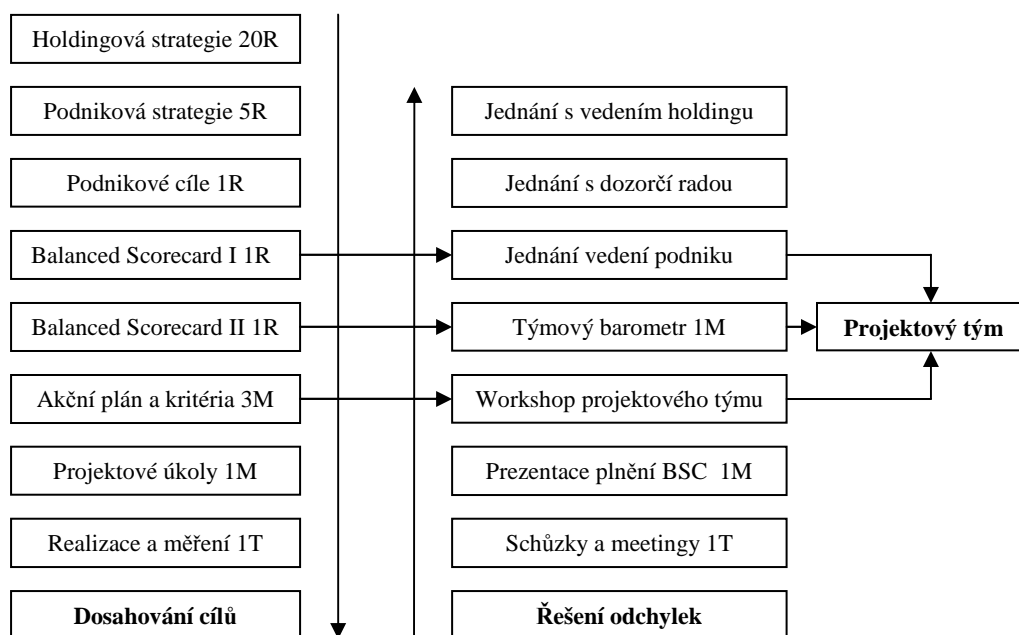 Holdingová strategie 20R
Podniková strategie 5R
Jednání s vedením holdingu
Podnikové cíle 1R
Jednání s dozorčí radou
Balanced Scorecard I 1R
Jednání vedení podniku
Balanced Scorecard II 1R
Týmový barometr 1M
Projektový tým
Akční plán a kritéria 3M
Workshop projektového týmu
Projektové úkoly 1M
Prezentace plnění BSC 1M
Realizace a měření 1T
Schůzky a meetingy 1T
Dosahování cílů
Řešení odchylek